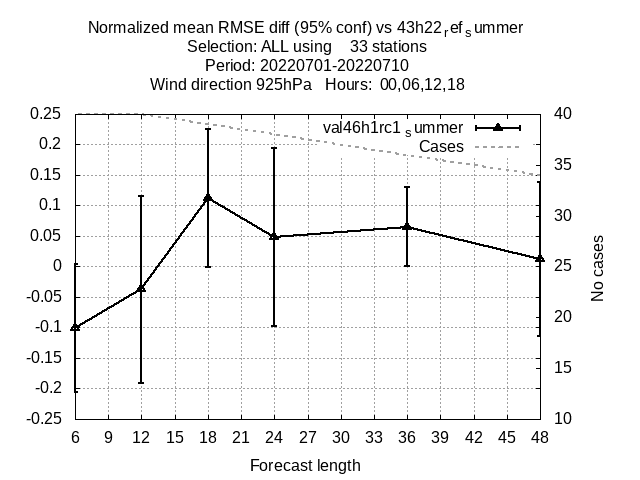 Normalized mean RMSE diff (95% conf) vs 43h22ᵣefₛummer
Selection: ALL using    33 stations
Period: 20220701-20220710
Wind direction 925hPa   Hours:  00,06,12,18
val46h1rc1ₛummer
Cases
0.25
0.2
0.15
0.1
0.05
0
-0.05
-0.1
-0.15
-0.2
-0.25
40
35
30
25
20
15
10
No cases
6 9 12 15 18 21 24 27 30 33 36 39 42 45 48
Forecast length